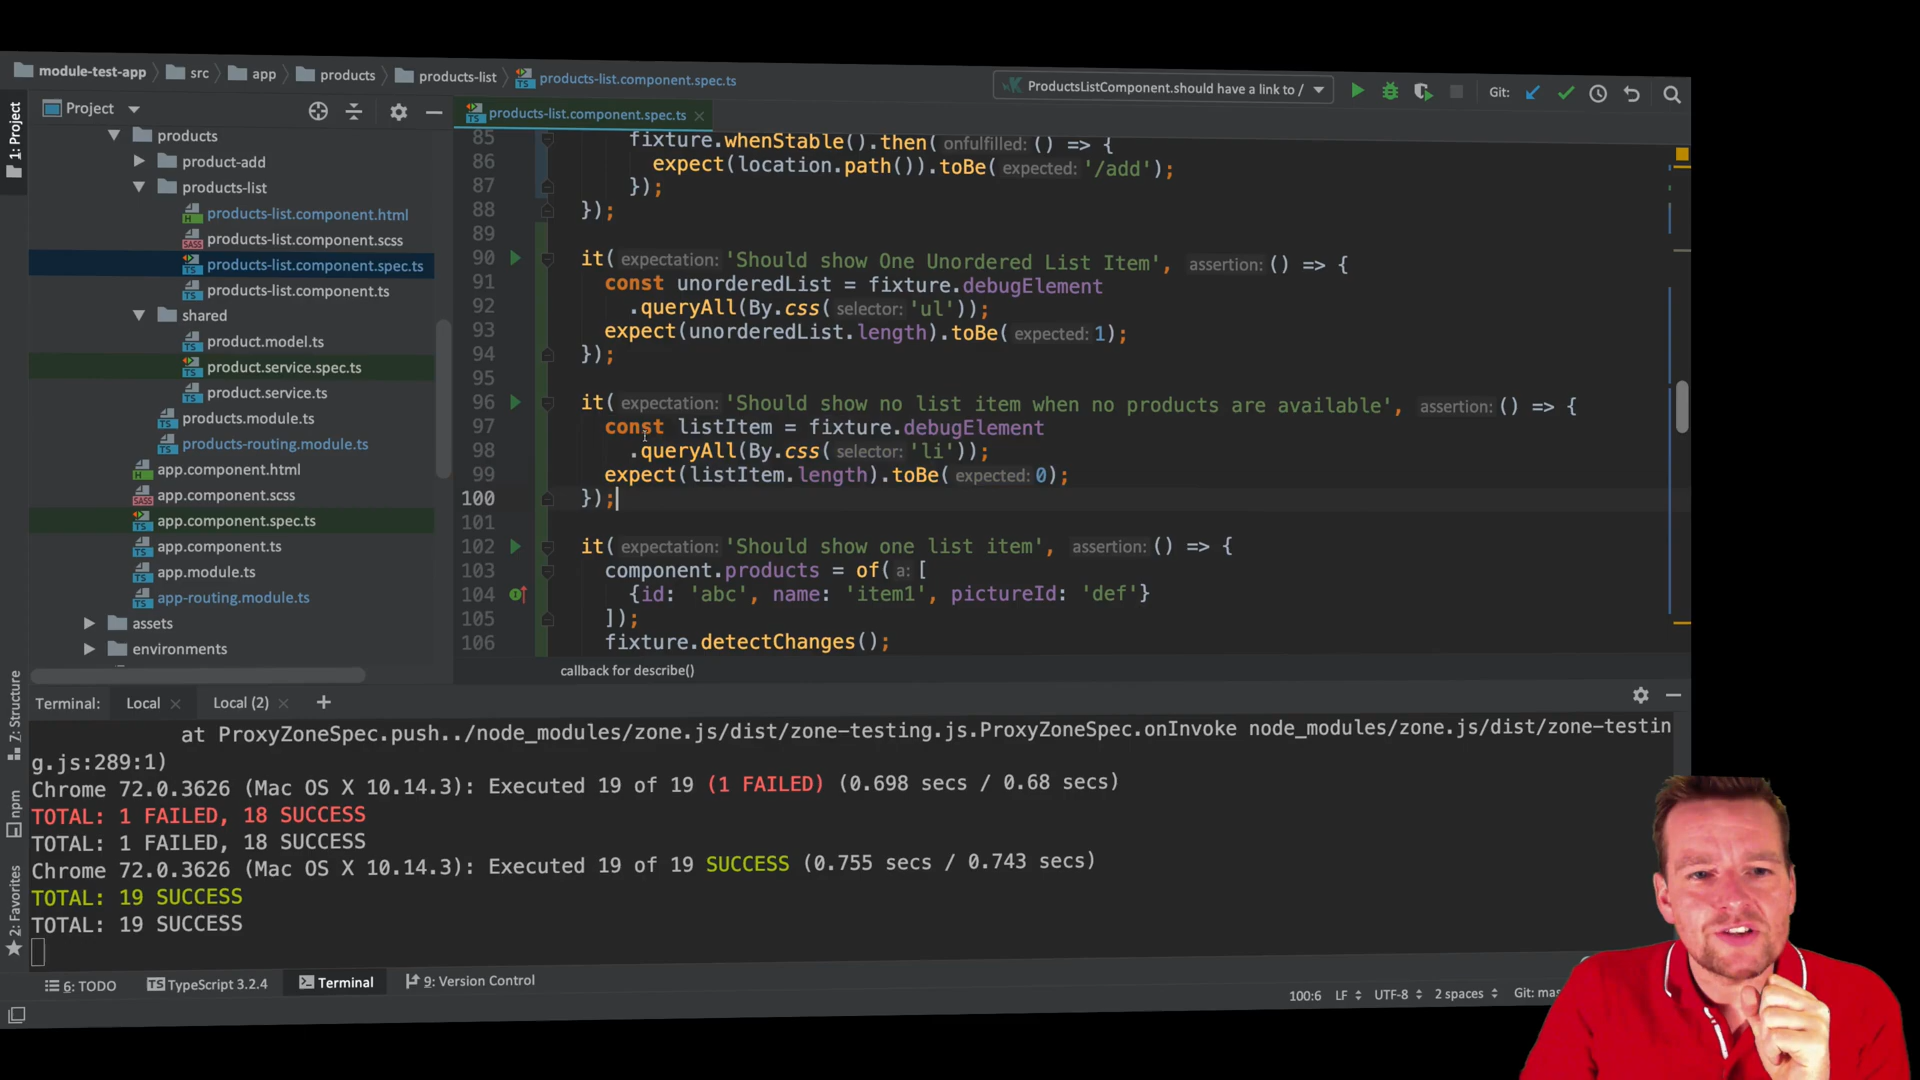 module-test-app src app products products-list products-list.component.spec.ts
ProductsListComponent.should have a link to /
Git:
1: Project
Project
products
product-add
products-list
products-list.component.html
products-list.component.scss
products-list.component.spec.ts
products-list.component.ts
shared
product.model.ts
product.service.spec.ts
product.service.ts
products.module.ts
products-routing.module.ts
app.component.html
app.component.scss
app.component.spec.ts
app.component.ts
app.module.ts
app-routing.module.ts
assets
environments
products-list.component.spec.ts
85 fixture.whenStable().then( onfulfilled: () => {
86 expect(location.path()).toBe( expected: '/add');
87 });
88 });
89
90 it( expectation: 'Should show One Unordered List Item', assertion: () => {
91 const unorderedList = fixture.debugElement
92 .queryAll(By.css( selector: 'ul'));
93 expect(unorderedList.length).toBe( expected: 1);
94 });
95
96 it( expectation: 'Should show no list item when no products are available', assertion: () => {
97 const listItem = fixture.debugElement
98 .queryAll(By.css( selector: 'li'));
99 expect(listItem.length).toBe( expected: 0);
100 });
101
102 it( expectation: 'Should show one list item', assertion: () => {
103 component.products = of( a: [
104 {id: 'abc', name: 'item1', pictureId: 'def'}
105 ]);
106 fixture.detectChanges();
callback for describe()
7: Structure
npm
2: Favorites
Terminal: Local Local (2)
at ProxyZoneSpec.push../node_modules/zone.js/dist/zone-testing.js.ProxyZoneSpec.onInvoke node_modules/zone.js/dist/zone-testin
g.js:289:1)
Chrome 72.0.3626 (Mac OS X 10.14.3): Executed 19 of 19 (1 FAILED) (0.698 secs / 0.68 secs)
TOTAL: 1 FAILED, 18 SUCCESS
TOTAL: 1 FAILED, 18 SUCCESS
Chrome 72.0.3626 (Mac OS X 10.14.3): Executed 19 of 19 SUCCESS (0.755 secs / 0.743 secs)
TOTAL: 19 SUCCESS
TOTAL: 19 SUCCESS
6: TODO TypeScript 3.2.4 Terminal 9: Version Control
100:6 LF UTF-8 2 spaces Git: mas